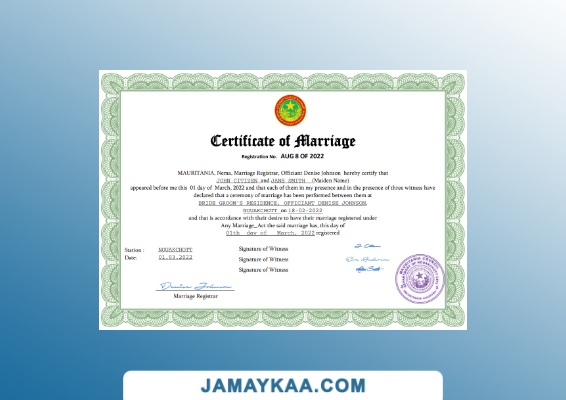 Certificate of Marriage
Registration No. AUG 8 OF 2022
MAURITANIA, Nema, Marriage Registrar, Officiant Denise Johnson hereby certify that
JOHN CITIZEN and JANE SMITH (Maiden Name)
appeared before me this 01 day of March, 2022 and that each of them in my presence and in the presence of three witness have
declared that a ceremony of marriage has been performed between them at
BRIDE GROOM'S RESIDENCE, OFFICIANT DENISE JOHNSON
NOUAKCHOTT on 18-02-2022
and that is accordance with their desire to have their marriage registered under
Any Marriage_Act the said marriage has, this day of
01th day of March, 2022 registered
Station : NOUAKCHOTT Signature of Witness
Date: 01.03.2022 Signature of Witness
Signature of Witness
Denise Johnson
Marriage Registrar
JAMAYKAA.COM